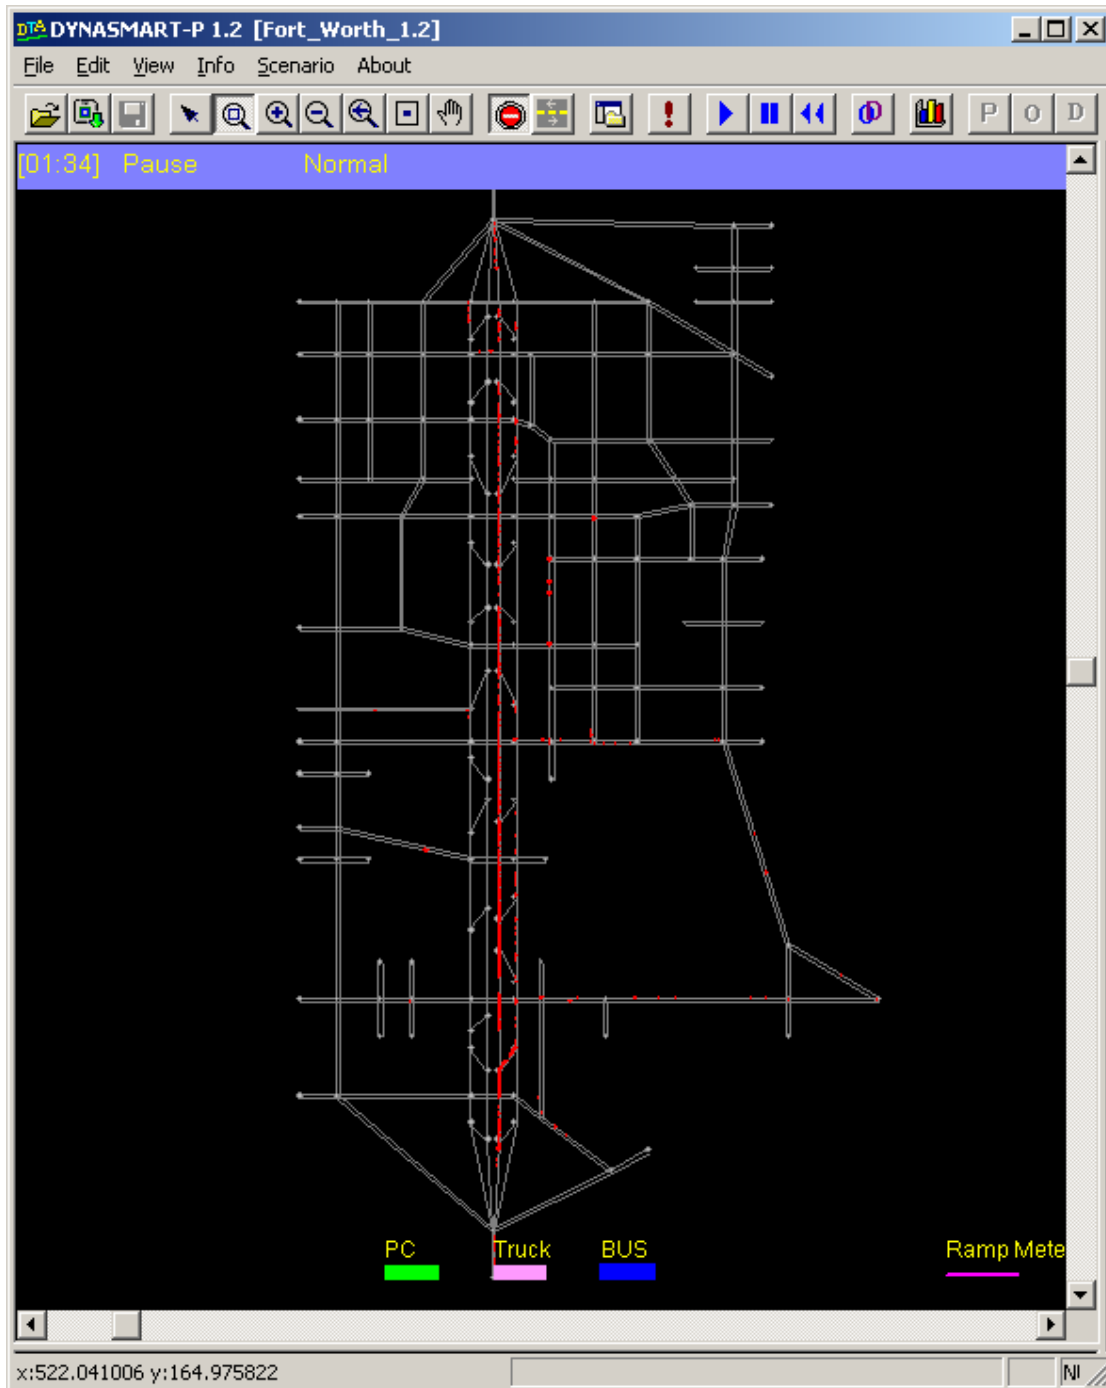 DTA DYNASMART-P 1.2 [Fort_Worth_1.2]
File Edit View Info Scenario About
P O D
[01:34] Pause Normal
PC Truck BUS Ramp Mete
x:522.041006 y:164.975822 NI